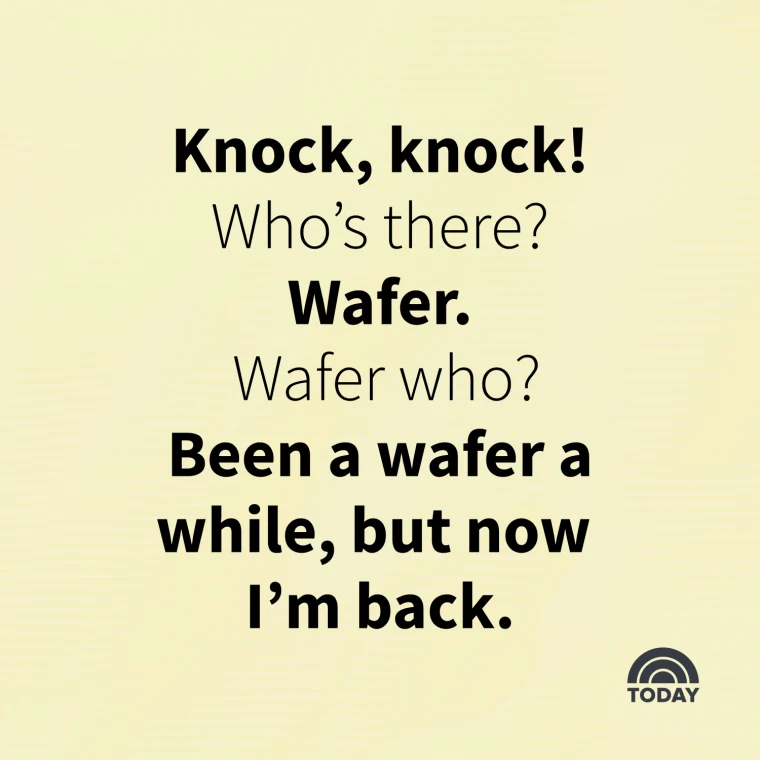 Knock, knock!
Who’s there?
Wafer.
Wafer who?
Been a wafer a
while, but now
I’m back.
TODAY